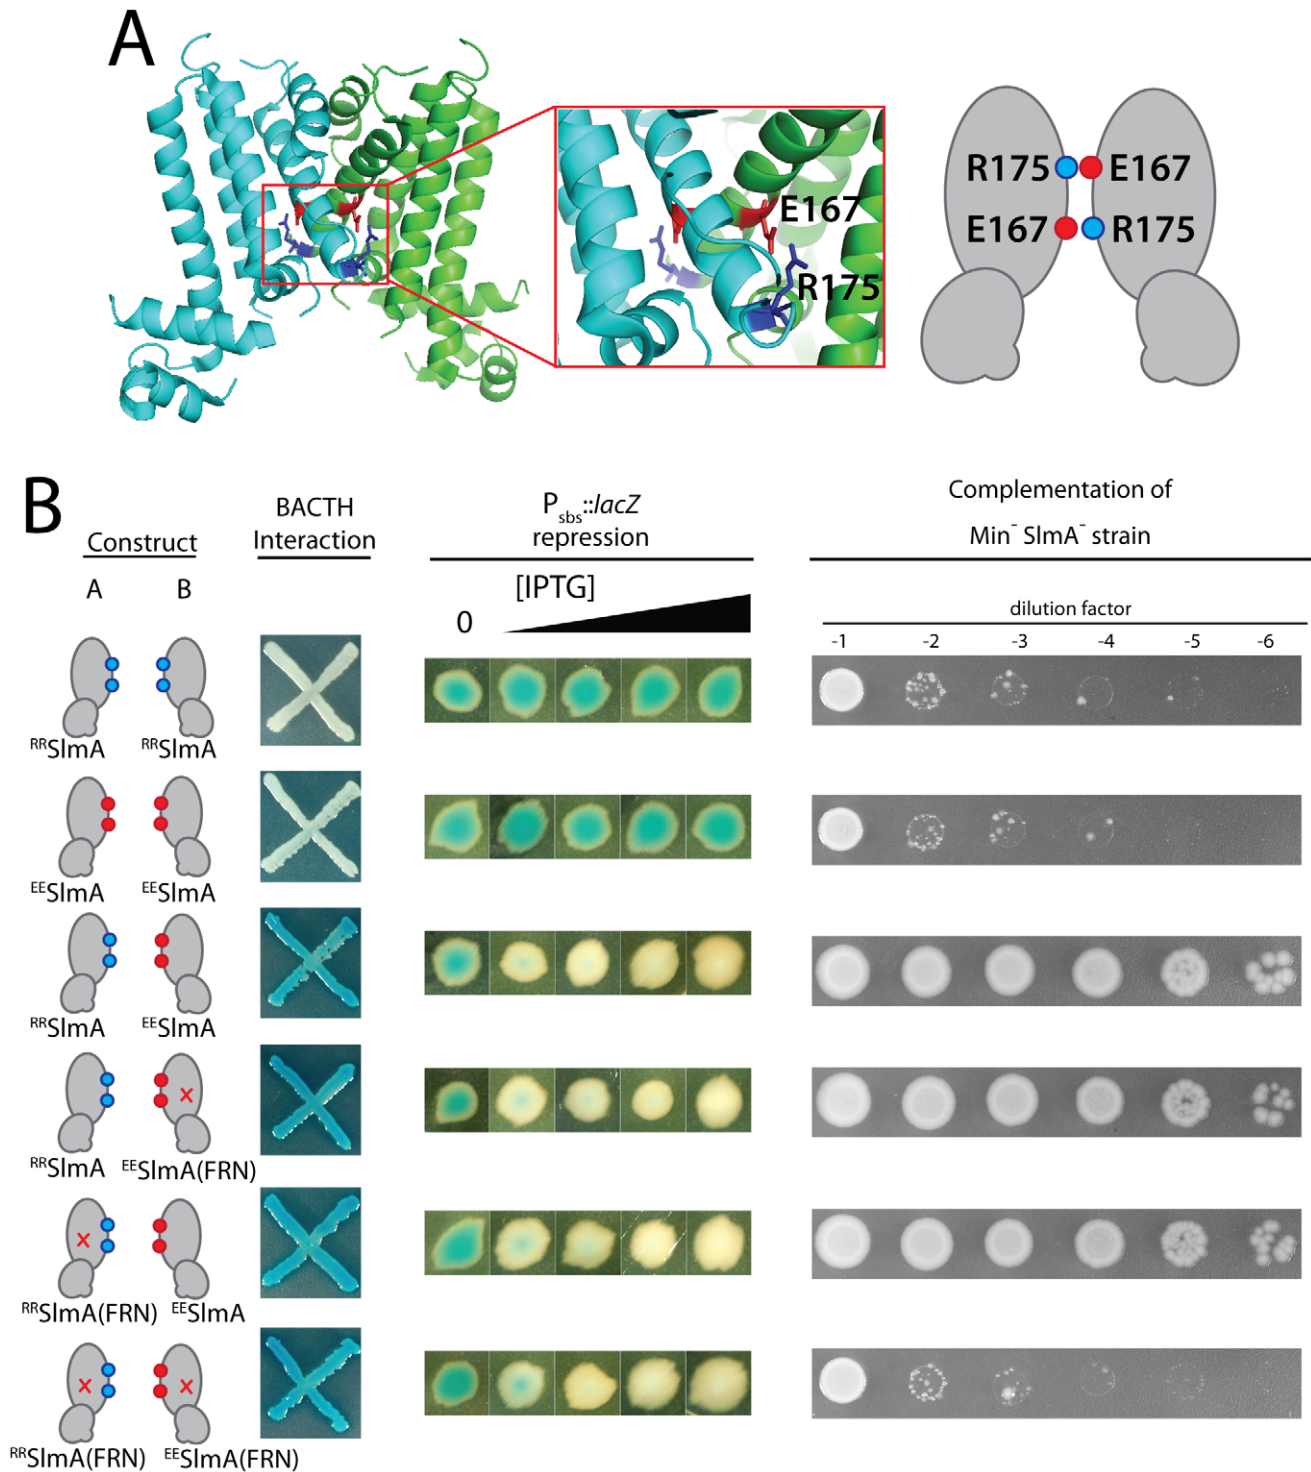 A
E167
R175
R175 E167
E167 R175
B
Construct
A B
BACTH
Interaction
Psbs::lacZ
repression
[IPTG]
0
Complementation of
Min⁻ SlmA⁻ strain
dilution factor
-1 -2 -3 -4 -5 -6
RRSlmA RRSlmA
EESlmA EESlmA
RRSlmA EESlmA
RRSlmA EESlmA(FRN)
RRSlmA(FRN) EESlmA
RRSlmA(FRN) EESlmA(FRN)